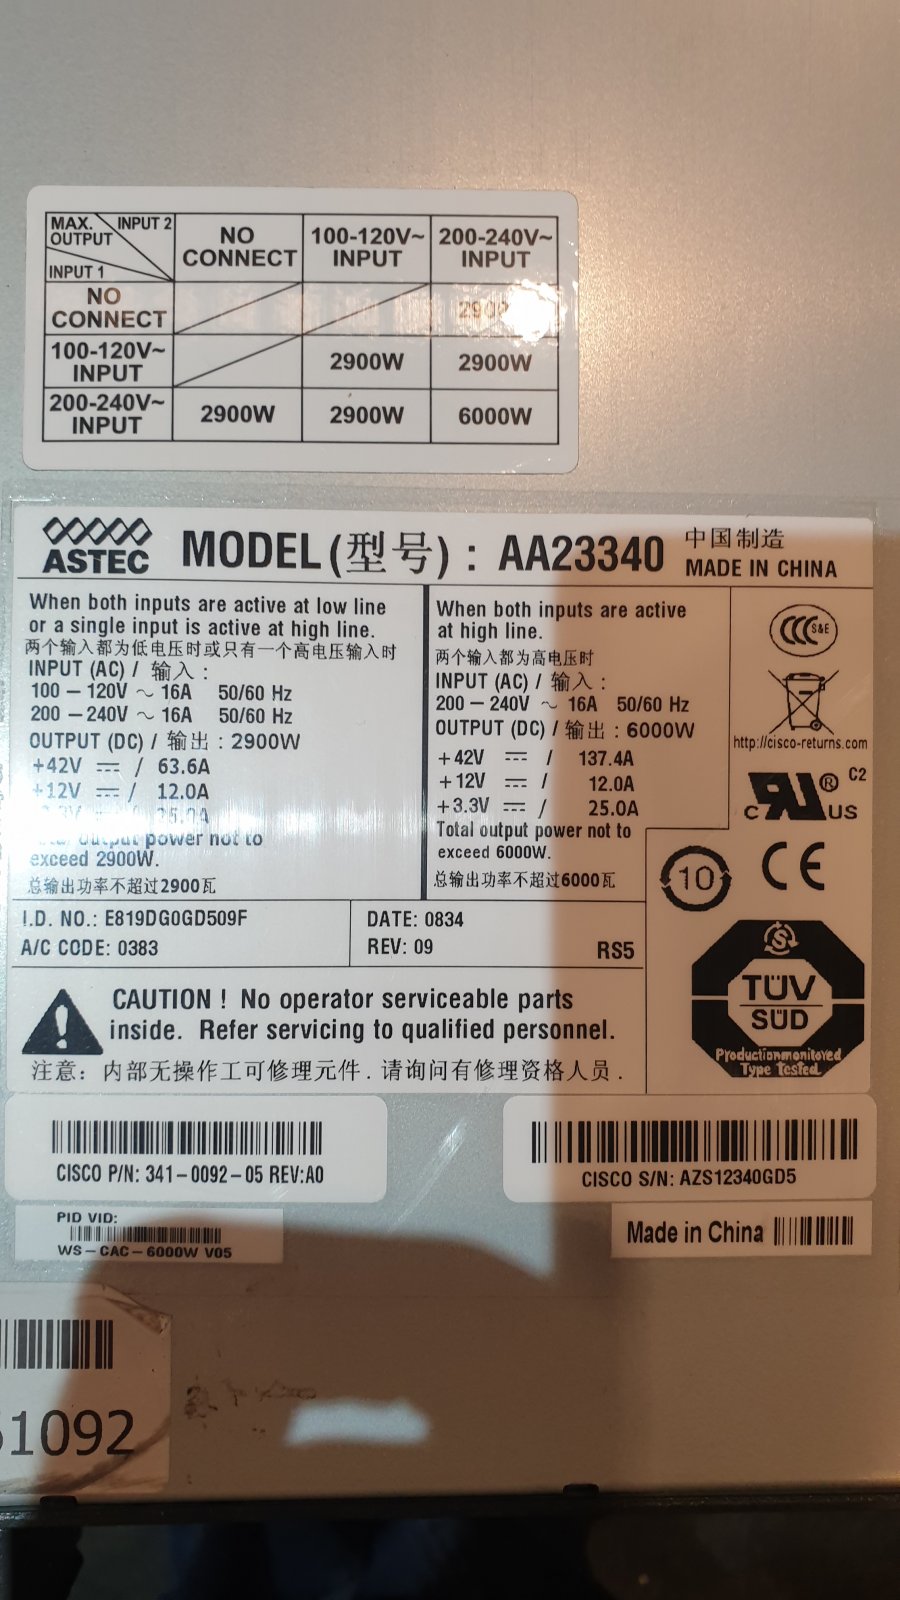 MAX. OUTPUT INPUT 2
INPUT 1
NO CONNECT
100-120V~ INPUT
200-240V~ INPUT
NO CONNECT
100-120V~ INPUT 2900W 2900W
200-240V~ INPUT 2900W 2900W 6000W
ASTEC MODEL (型号) : AA23340
中国制造
MADE IN CHINA
When both inputs are active at low line
or a single input is active at high line.
两个输入都为低电压时或只有一个高电压输入时
INPUT (AC) / 输入 :
100 – 120V ~ 16A 50/60 Hz
200 – 240V ~ 16A 50/60 Hz
OUTPUT (DC) / 输出 : 2900W
+42V ⎓ / 63.6A
+12V ⎓ / 12.0A
output power not to
exceed 2900W.
总输出功率不超过2900瓦
When both inputs are active
at high line.
两个输入都为高电压时
INPUT (AC) / 输入 :
200 – 240V ~ 16A 50/60 Hz
OUTPUT (DC) / 输出 : 6000W
+42V ⎓ / 137.4A
+12V ⎓ / 12.0A
+3.3V ⎓ / 25.0A
Total output power not to
exceed 6000W.
总输出功率不超过6000瓦
CCC S&E
http://cisco-returns.com
C UR ® US C2
10
CE
I.D. NO.: E819DG0GD509F
A/C CODE: 0383
DATE: 0834
REV: 09 RS5
TÜV
SÜD
Productionmonitored
Type Tested
CAUTION ! No operator serviceable parts
inside. Refer servicing to qualified personnel.
注意: 内部无操作工可修理元件. 请询问有修理资格人员.
CISCO P/N: 341-0092-05 REV:A0
CISCO S/N: AZS12340GD5
PID VID:
WS-CAC-6000W V05
Made in China
1092